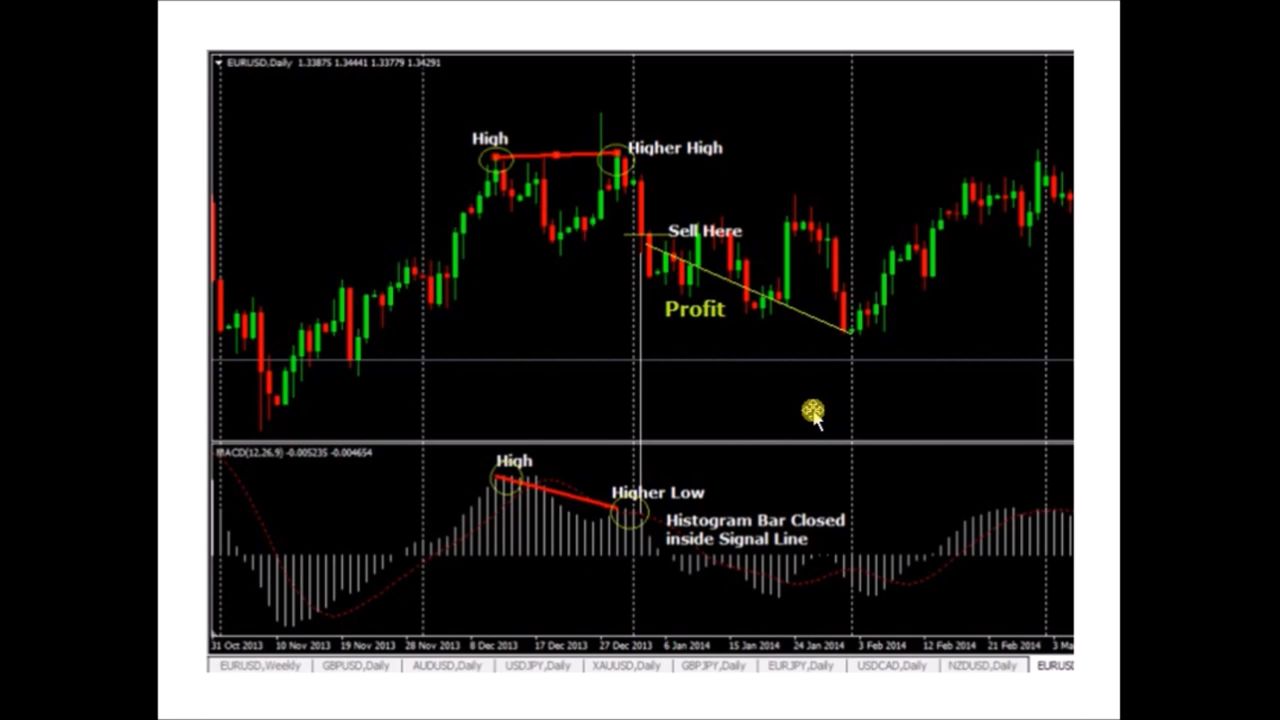 EURUSD,Daily 1.33875 1.34441 1.33779 1.34291
High
Higher High
Sell Here
Profit
MACD(12,26,9) -0.005235 -0.004654
High
Higher Low
Histogram Bar Closed
inside Signal Line
31 Oct 2013 10 Nov 2013 19 Nov 2013 28 Nov 2013 8 Dec 2013 17 Dec 2013 27 Dec 2013 6 Jan 2014 15 Jan 2014 24 Jan 2014 3 Feb 2014 12 Feb 2014 21 Feb 2014 3 Ma
EURUSD,Weekly GBPUSD,Daily AUDUSD,Daily USDJPY,Daily XAUUSD,Daily GBPJPY,Daily EURJPY,Daily USDCAD,Daily NZDUSD,Daily EURUS